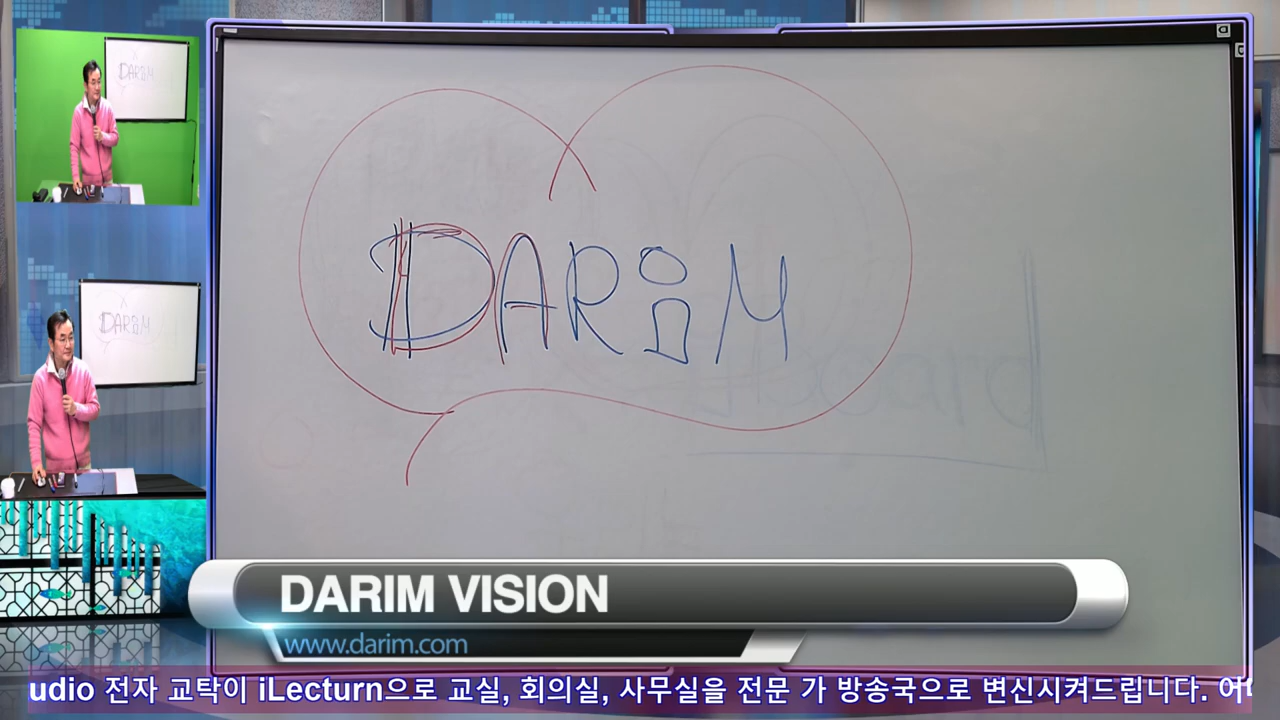 DARIM
DARIM
DARIM
DARIM VISION
www.darim.com
udio 전자 교탁이 iLecturn으로 교실, 회의실, 사무실을 전문 가 방송국으로 변신시켜드립니다.